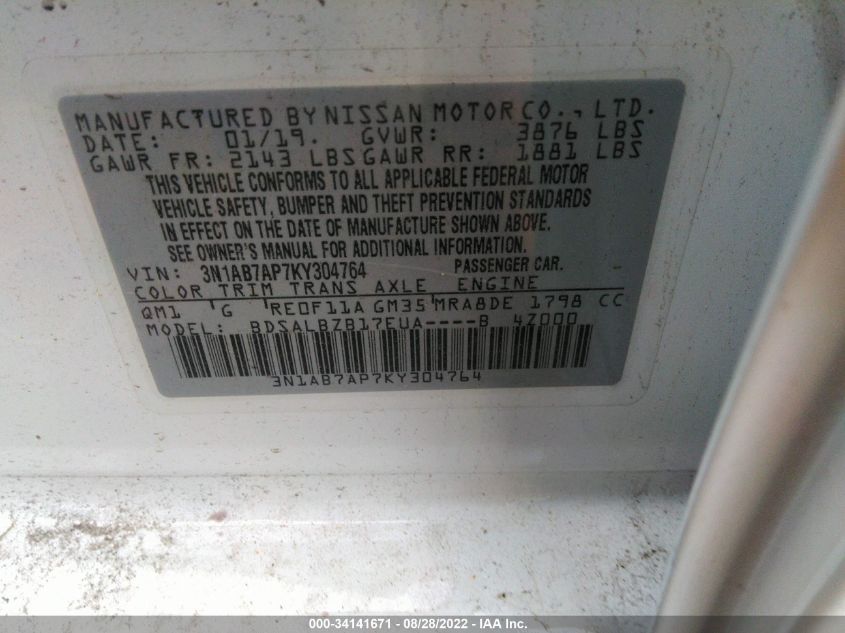 MANUFACTURED BY NISSAN MOTOR CO., LTD.
DATE: 01/19. GVWR: 3876 LBS
GAWR FR: 2143 LBS GAWR RR: 1881 LBS
THIS VEHICLE CONFORMS TO ALL APPLICABLE FEDERAL MOTOR
VEHICLE SAFETY, BUMPER AND THEFT PREVENTION STANDARDS
IN EFFECT ON THE DATE OF MANUFACTURE SHOWN ABOVE.
SEE OWNER'S MANUAL FOR ADDITIONAL INFORMATION.
VIN: 3N1AB7AP7KY304764 PASSENGER CAR.
COLOR TRIM TRANS AXLE ENGINE
QM1 G RE0F11A GM35 MRA8DE 1798 CC
MODEL: BDSALBZB17EUA----B 4Z000
3N1AB7AP7KY304764
000-34141671 - 08/28/2022 - IAA Inc.